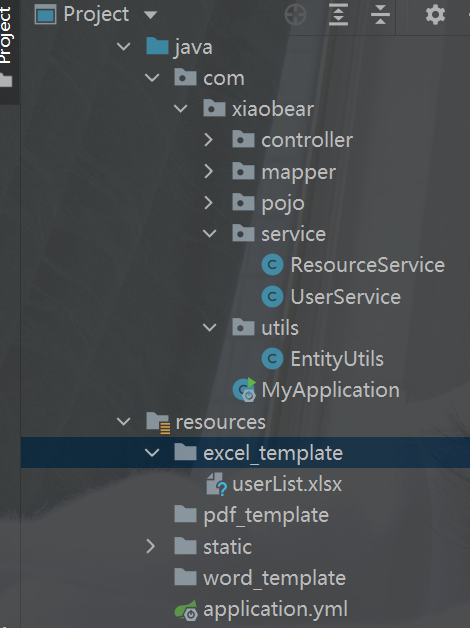 Project
Project
java
com
xiaobear
controller
mapper
pojo
service
ResourceService
UserService
utils
EntityUtils
MyApplication
resources
excel_template
userList.xlsx
pdf_template
static
word_template
application.yml